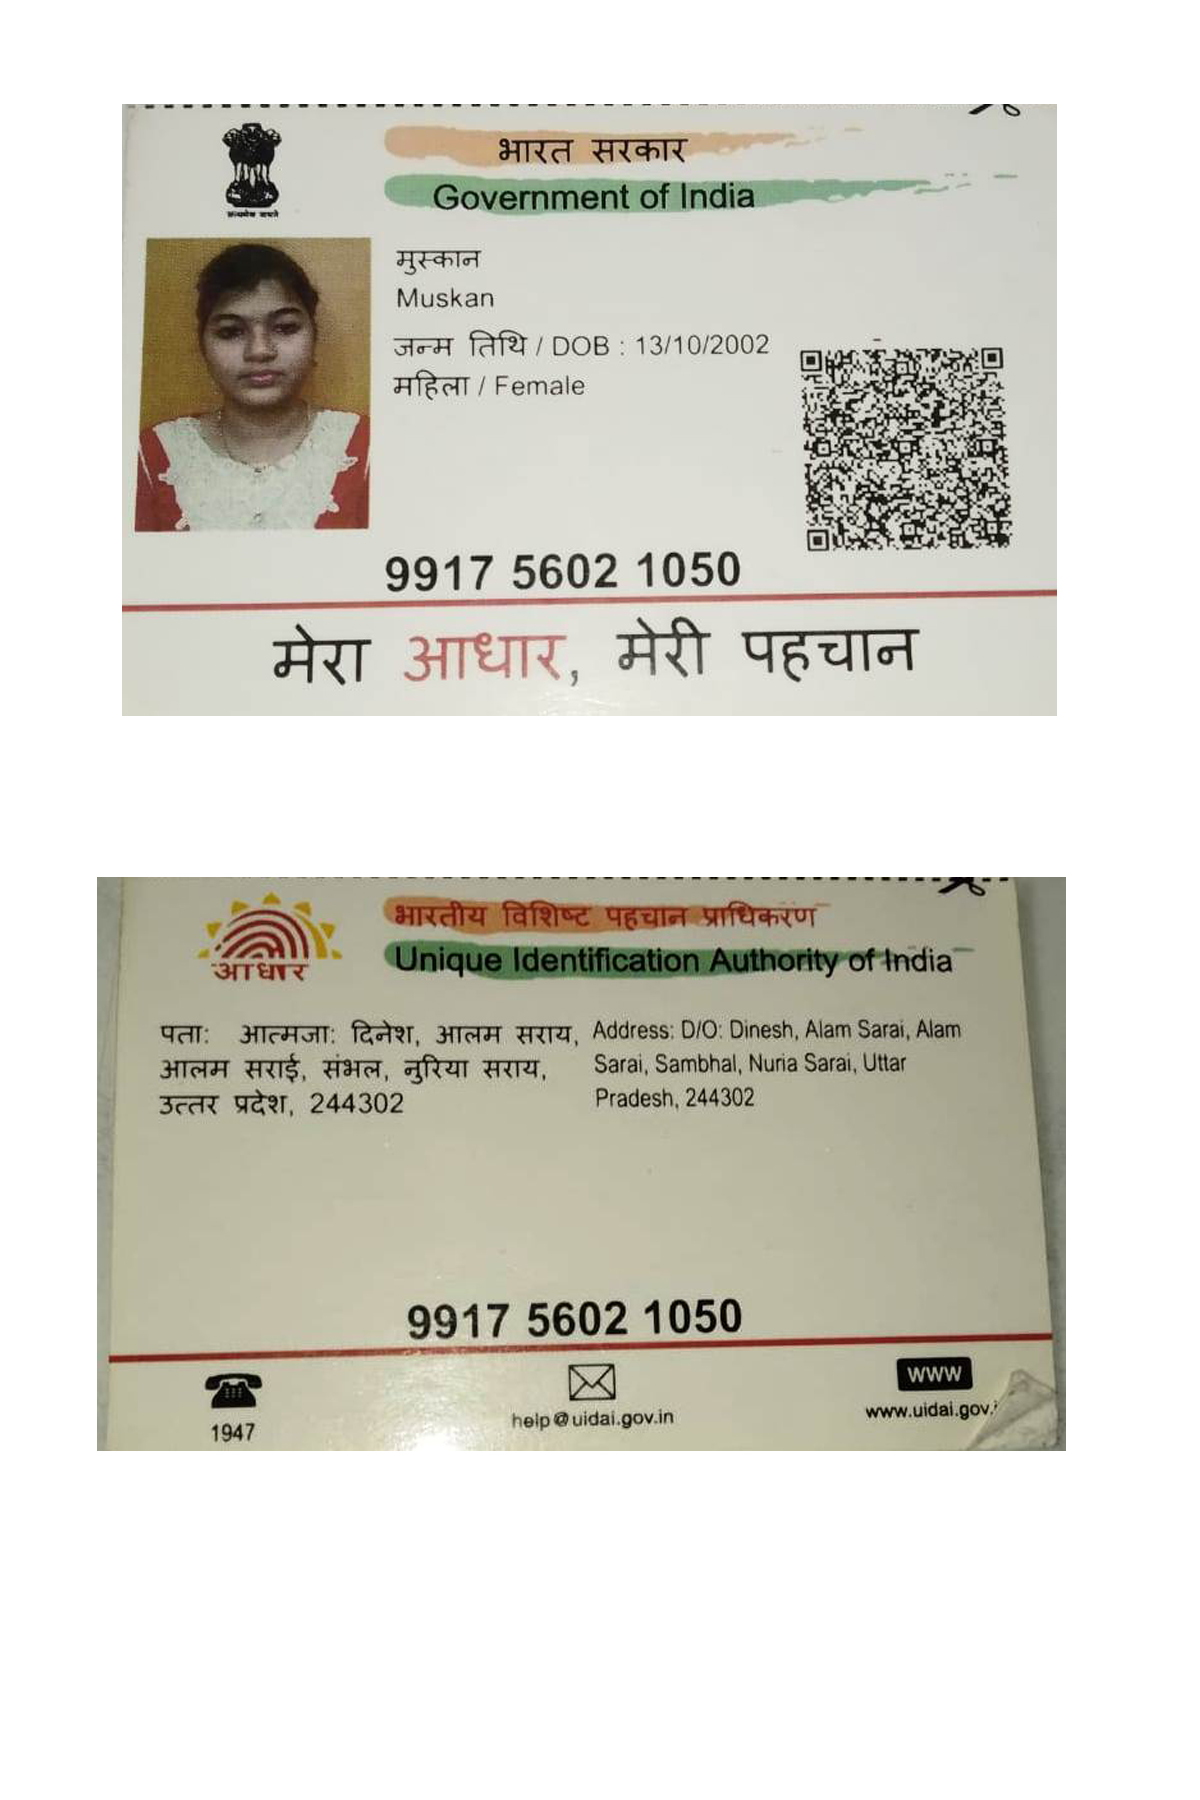 भारत सरकार
Government of India
सत्यमेव जयते
मुस्कान
Muskan
जन्म तिथि / DOB : 13/10/2002
महिला / Female
9917 5602 1050
मेरा आधार, मेरी पहचान
आधार
भारतीय विशिष्ट पहचान प्राधिकरण
Unique Identification Authority of India
पता: आत्मजा: दिनेश, आलम सराय,
आलम सराई, संभल, नुरिया सराय,
उत्तर प्रदेश, 244302
Address: D/O: Dinesh, Alam Sarai, Alam
Sarai, Sambhal, Nuria Sarai, Uttar
Pradesh, 244302
9917 5602 1050
1947
help@uidai.gov.in
www
www.uidai.gov.i